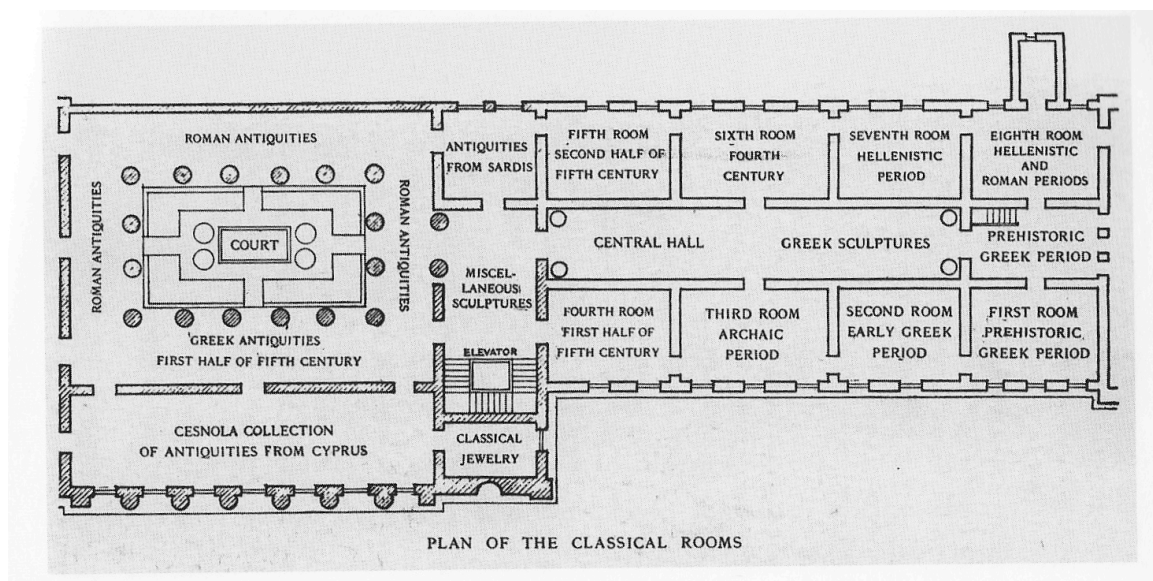 ROMAN ANTIQUITIES
ROMAN ANTIQUITIES
COURT
ROMAN ANTIQUITIES
GREEK ANTIQUITIES
FIRST HALF OF FIFTH CENTURY
CESNOLA COLLECTION
OF ANTIQUITIES FROM CYPRUS
ANTIQUITIES
FROM SARDIS
MISCEL-
LANEOUS
SCULPTURES
ELEVATOR
CLASSICAL
JEWELRY
FIFTH ROOM
SECOND HALF OF
FIFTH CENTURY
SIXTH ROOM
FOURTH
CENTURY
SEVENTH ROOM
HELLENISTIC
PERIOD
EIGHTH ROOM
HELLENISTIC
AND
ROMAN PERIODS
CENTRAL HALL
GREEK SCULPTURES
PREHISTORIC
GREEK PERIOD
FOURTH ROOM
FIRST HALF OF
FIFTH CENTURY
THIRD ROOM
ARCHAIC
PERIOD
SECOND ROOM
EARLY GREEK
PERIOD
FIRST ROOM
PREHISTORIC
GREEK PERIOD
PLAN OF THE CLASSICAL ROOMS